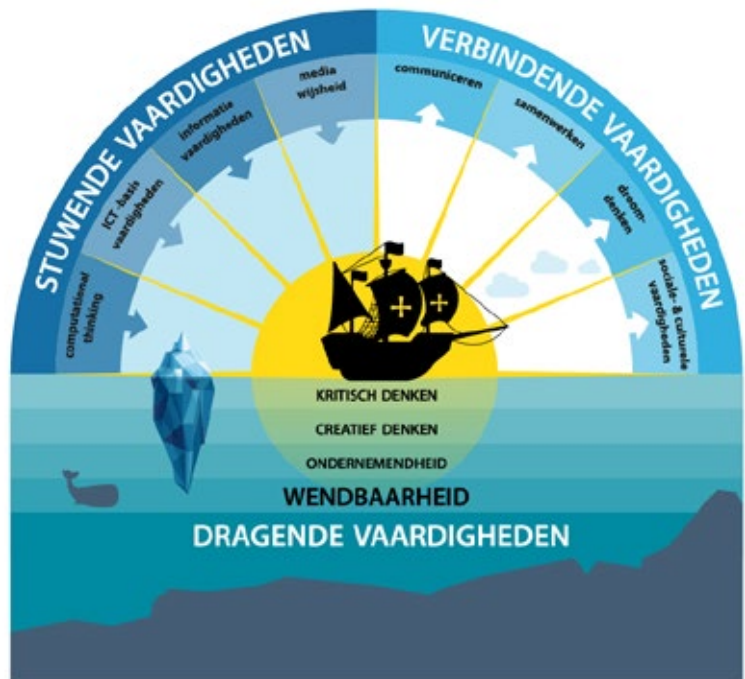 STUWENDE VAARDIGHEDEN
VERBINDENDE VAARDIGHEDEN
computational
thinking
ICT -basis
vaardigheden
informatie
vaardigheden
media
wijsheid
communiceren
samenwerken
droom-
denken
sociale- & culturele
vaardigheden
KRITISCH DENKEN
CREATIEF DENKEN
ONDERNEMENDHEID
WENDBAARHEID
DRAGENDE VAARDIGHEDEN